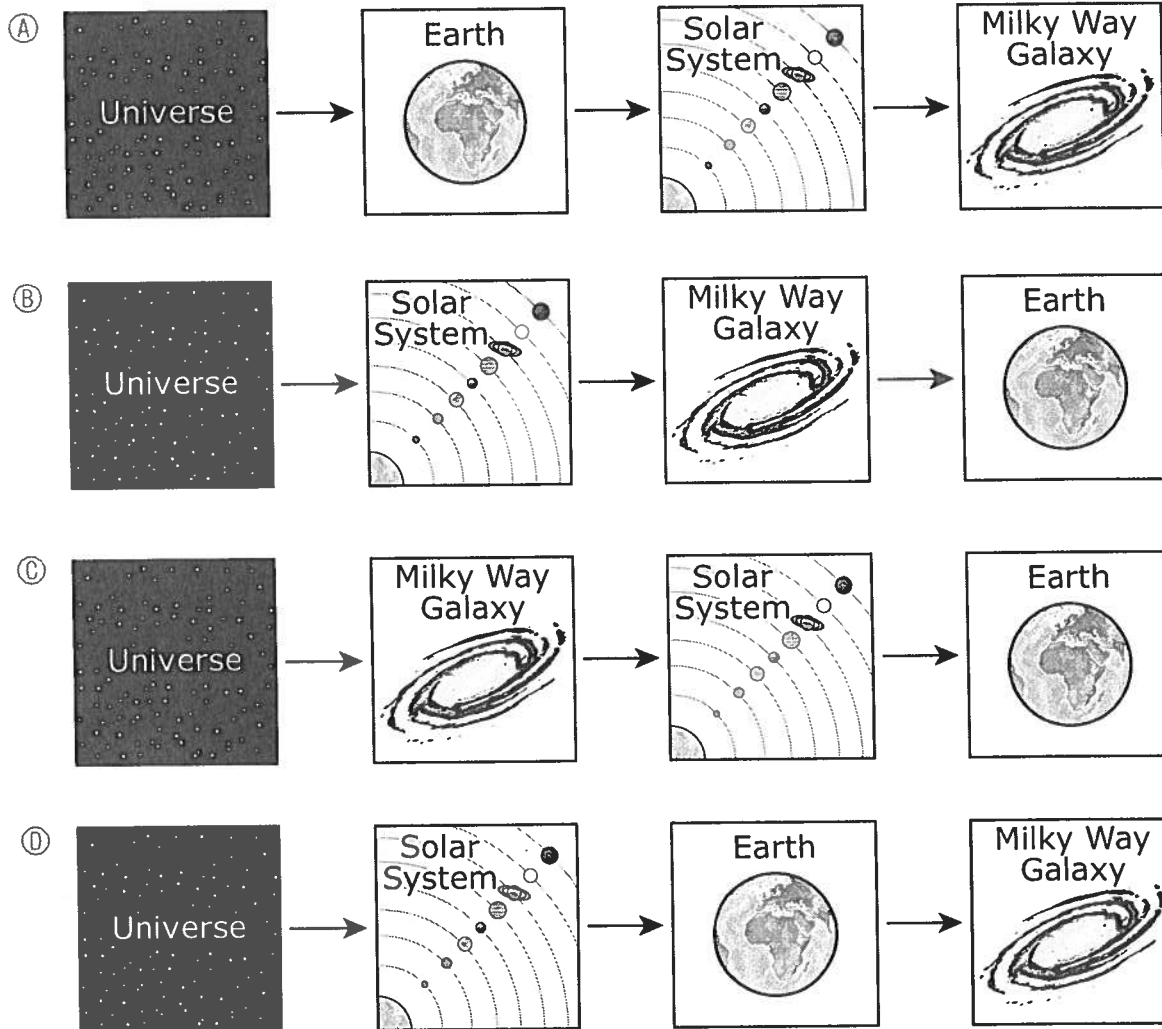 Ⓐ
Universe
Earth
Solar
System
Milky Way
Galaxy
Ⓑ
Universe
Solar
System
Milky Way
Galaxy
Earth
Ⓒ
Universe
Milky Way
Galaxy
Solar
System
Earth
Ⓓ
Universe
Solar
System
Earth
Milky Way
Galaxy